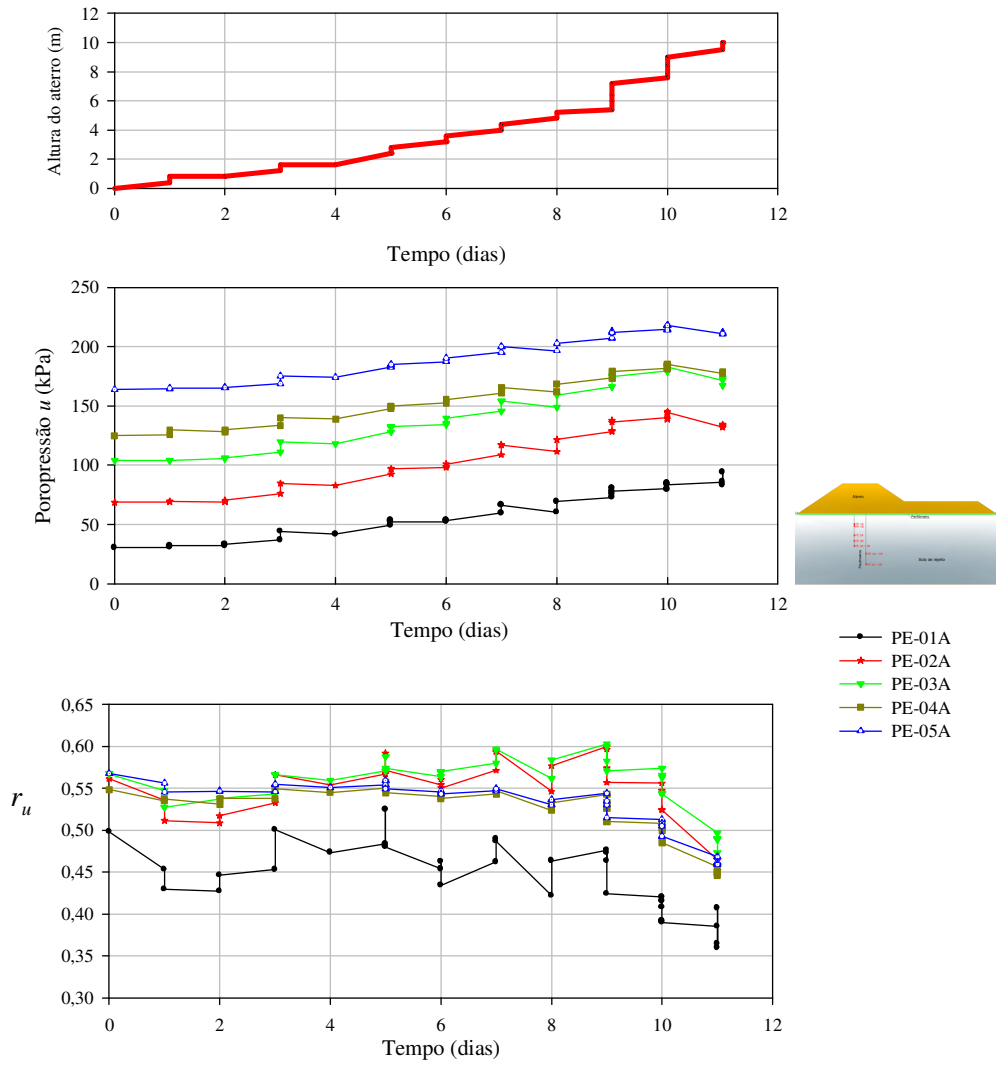 Altura do aterro (m)
12
10
8
6
4
2
0
0 2 4 6 8 10 12
Tempo (dias)
Poropressão u (kPa)
250
200
150
100
50
0
0 2 4 6 8 10 12
Tempo (dias)
Aterro
PE-01A
PE-02A
PE-03A
PE-04A
PE-05A
r_u
0,65
0,60
0,55
0,50
0,45
0,40
0,35
0,30
0 2 4 6 8 10 12
Tempo (dias)